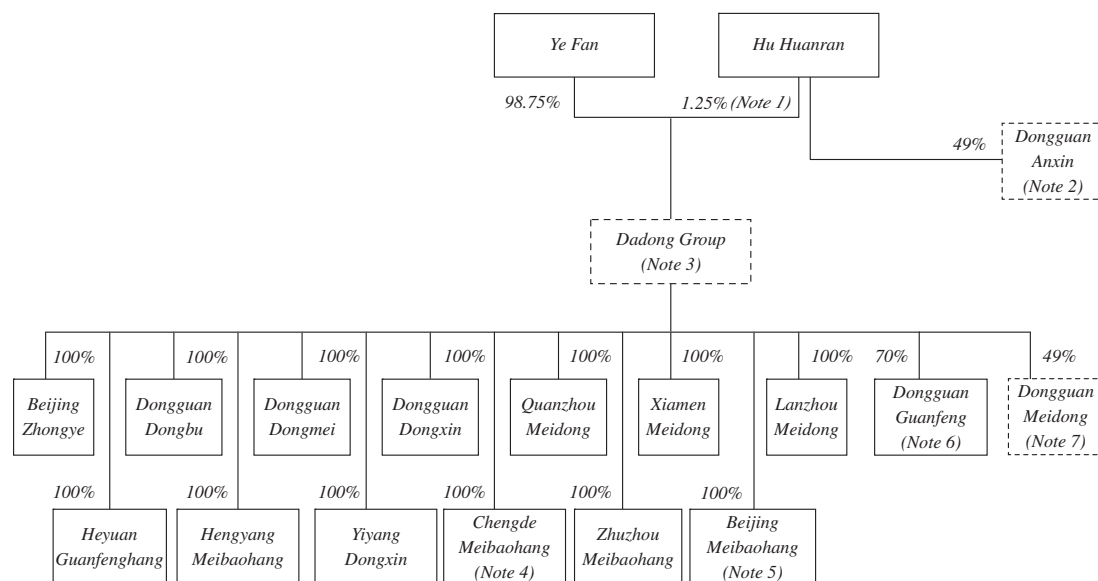 Ye Fan
Hu Huanran
98.75%
1.25% (Note 1)
49%
Dongguan
Anxin
(Note 2)
Dadong Group
(Note 3)
100%
100%
100%
100%
100%
100%
100%
70%
49%
Beijing
Zhongye
Dongguan
Dongbu
Dongguan
Dongmei
Dongguan
Dongxin
Quanzhou
Meidong
Xiamen
Meidong
Lanzhou
Meidong
Dongguan
Guanfeng
(Note 6)
Dongguan
Meidong
(Note 7)
100%
100%
100%
100%
100%
100%
Heyuan
Guanfenghang
Hengyang
Meibaohang
Yiyang
Dongxin
Chengde
Meibaohang
(Note 4)
Zhuzhou
Meibaohang
Beijing
Meibaohang
(Note 5)